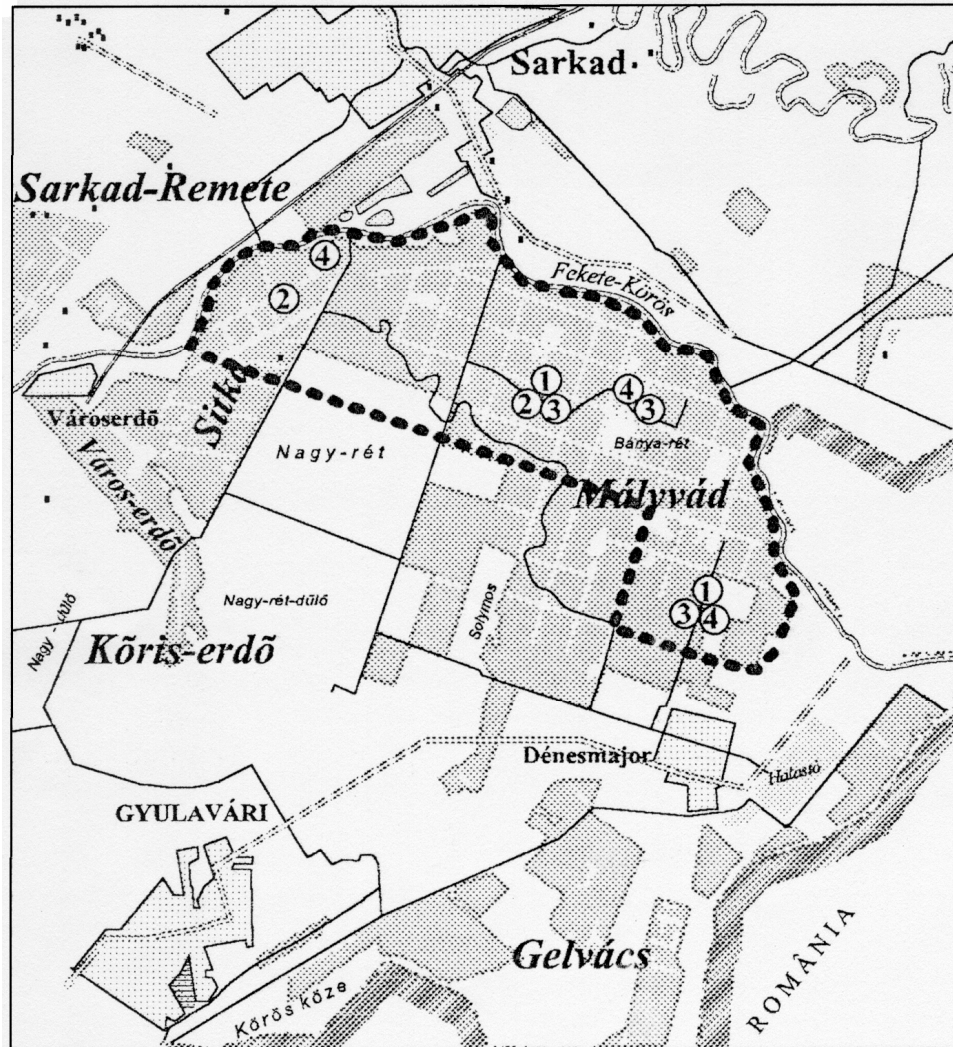 Sarkad
Sarkad-Remete
④
②
Fekete-Körös
Sitka
Városerdő
Város-erdő
Nagy-rét
①
②
③
④
③
Bánya-rét
Mályvád
Nagy-dűlő
Nagy-rét-dűlő
Solymos
①
③
④
Kőris-erdő
Dénesmajor
Halastó
GYULAVÁRI
Gelvács
Körös köze
ROMÂNIA